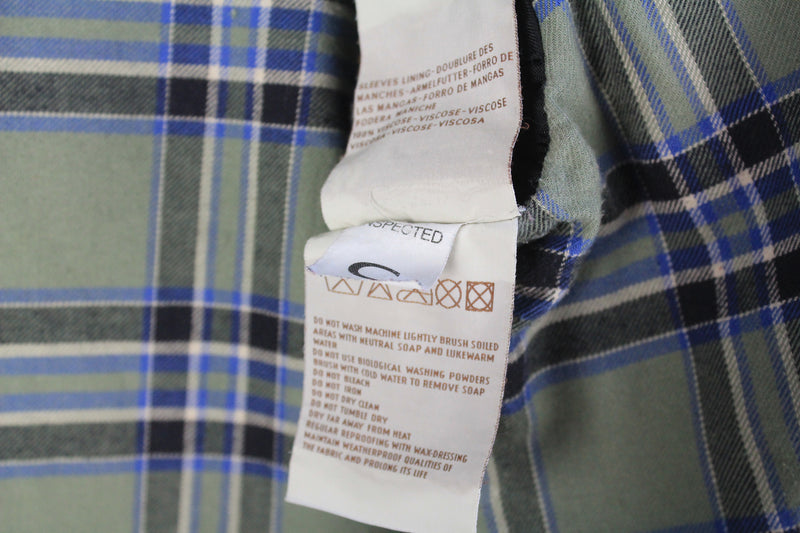 SLEEVES LINING-DOUBLURE DES
MANCHES-ARMELFUTTER-FORRO DE
LAS MANGAS-FORRO DE MANGAS
FODERA MANICHE
100% VISCOSE-VISCOSE-VISCOSE
VISCOSE-VISCOSE-VISCOSA
INSPECTED
DO NOT WASH MACHINE LIGHTLY BRUSH SOILED
AREAS WITH NEUTRAL SOAP AND LUKEWARM
WATER
DO NOT USE BIOLOGICAL WASHING POWDERS
BRUSH WITH COLD WATER TO REMOVE SOAP
DO NOT BLEACH
DO NOT IRON
DO NOT DRY CLEAN
DO NOT TUMBLE DRY
DRY FAR AWAY FROM HEAT
REGULAR REPROOFING WITH WAX-DRESSING
MAINTAIN WEATHERPROOF QUALITIES OF
THE FABRIC AND PROLONG ITS LIFE